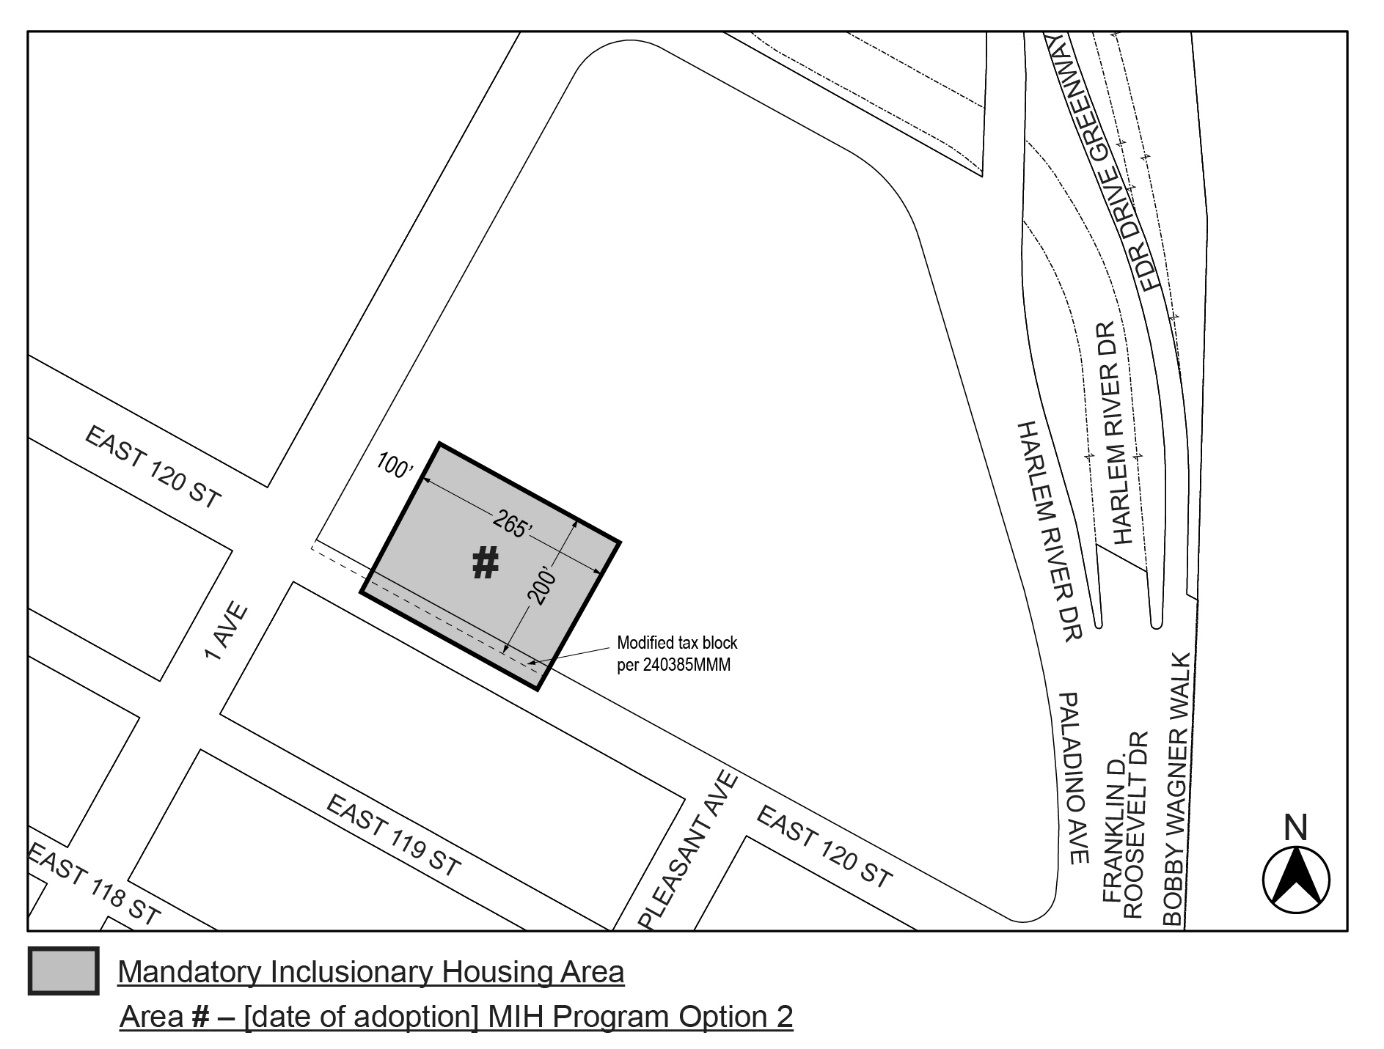 FDR DRIVE GREENWAY
HARLEM RIVER DR
HARLEM RIVER DR
EAST 120 ST
100'
265'
#
200'
1 AVE
Modified tax block
per 240385MMM
PALADINO AVE
FRANKLIN D.
ROOSEVELT DR
BOBBY WAGNER WALK
PLEASANT AVE
EAST 120 ST
EAST 119 ST
EAST 118 ST
N
Mandatory Inclusionary Housing Area
Area # – [date of adoption] MIH Program Option 2